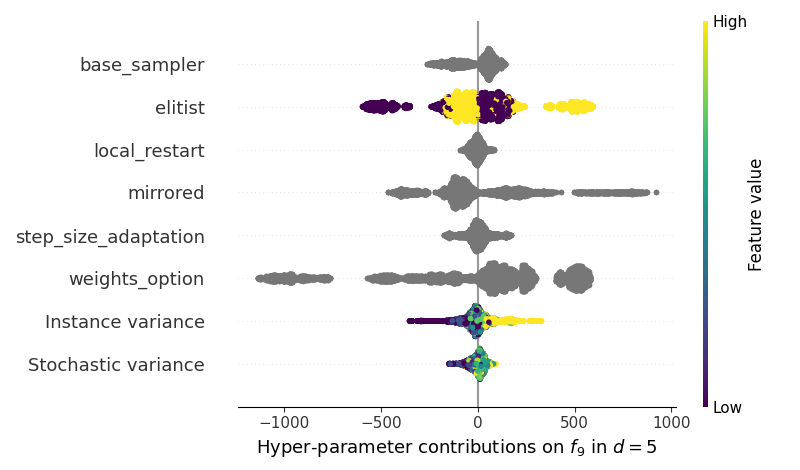 High
base_sampler
elitist
local_restart
mirrored
step_size_adaptation
weights_option
Instance variance
Stochastic variance
Feature value
Low
−1000 −500 0 500 1000
Hyper-parameter contributions on f₉ in d = 5